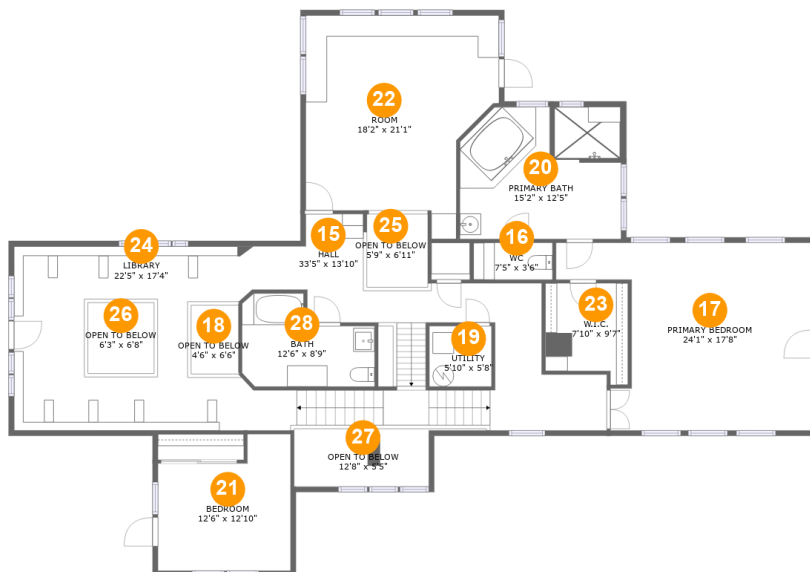 22
ROOM
18'2" x 21'1"
20
PRIMARY BATH
15'2" x 12'5"
15
HALL
33'5" x 13'10"
25
OPEN TO BELOW
5'9" x 6'11"
16
WC
7'5" x 3'6"
24
LIBRARY
22'5" x 17'4"
26
OPEN TO BELOW
6'3" x 6'8"
18
OPEN TO BELOW
4'6" x 6'6"
28
BATH
12'6" x 8'9"
19
UTILITY
5'10" x 5'8"
23
W.I.C.
7'10" x 9'7"
17
PRIMARY BEDROOM
24'1" x 17'8"
27
OPEN TO BELOW
12'8" x 5'5"
21
BEDROOM
12'6" x 12'10"